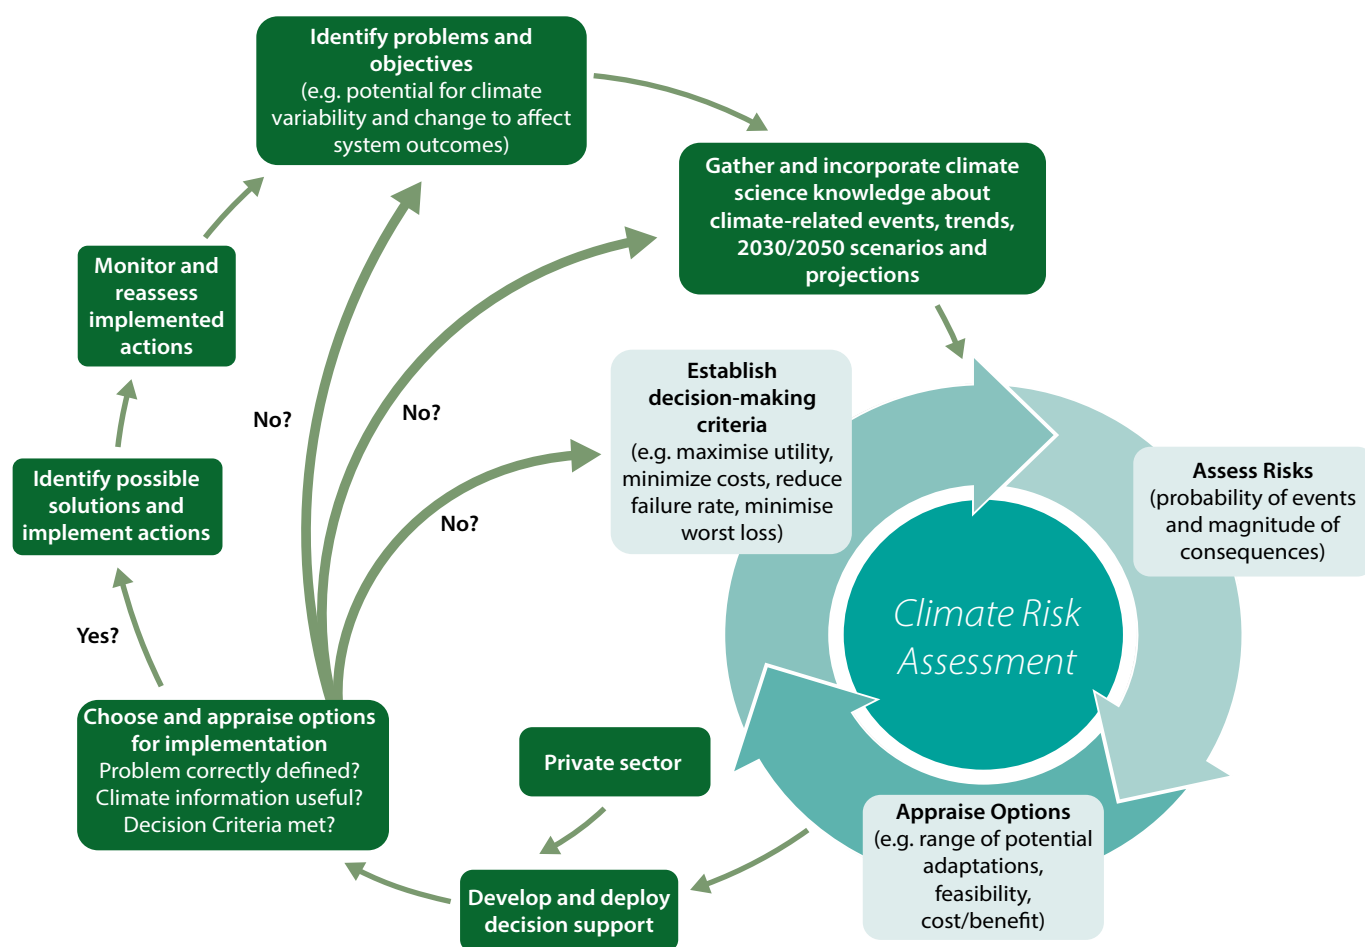 Identify problems and
objectives
(e.g. potential for climate
variability and change to affect
system outcomes)
Gather and incorporate climate
science knowledge about
climate-related events, trends,
2030/2050 scenarios and
projections
Monitor and
reassess
implemented
actions
Establish
decision-making
criteria
(e.g. maximise utility,
minimize costs, reduce
failure rate, minimise
worst loss)
No?
No?
No?
Assess Risks
(probability of events
and magnitude of
consequences)
Identify possible
solutions and
implement actions
Climate Risk
Assessment
Yes?
Choose and appraise options
for implementation
Problem correctly defined?
Climate information useful?
Decision Criteria met?
Private sector
Appraise Options
(e.g. range of potential
adaptations,
feasibility,
cost/benefit)
Develop and deploy
decision support